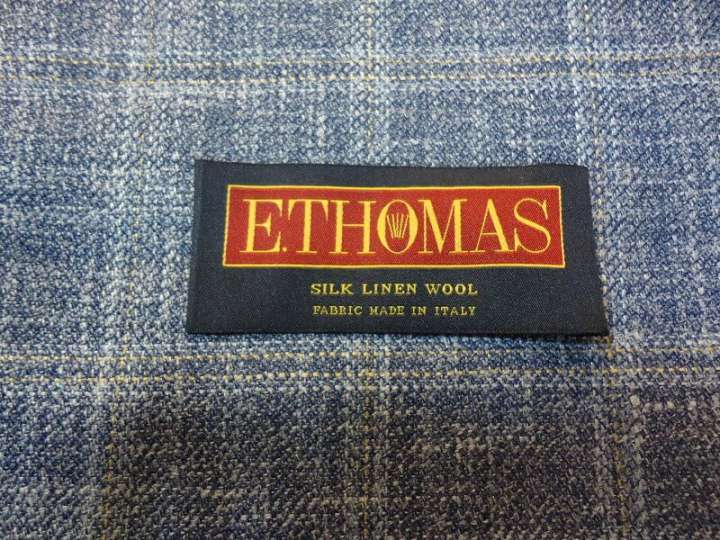 E.THOMAS
SILK LINEN WOOL
FABRIC MADE IN ITALY